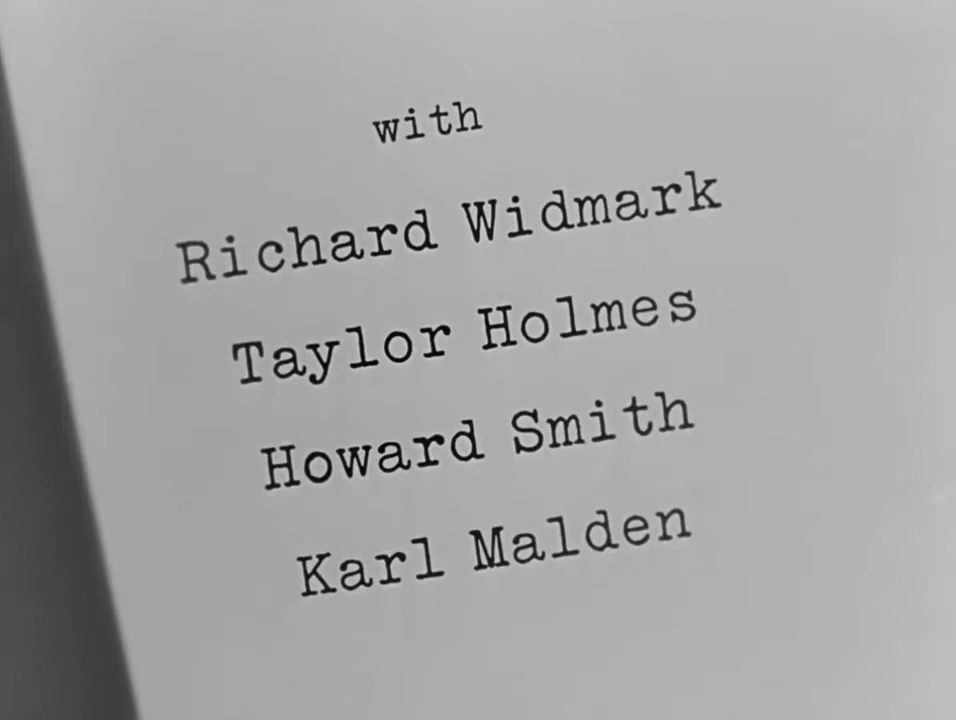 with
Richard Widmark
Taylor Holmes
Howard Smith
Karl Malden